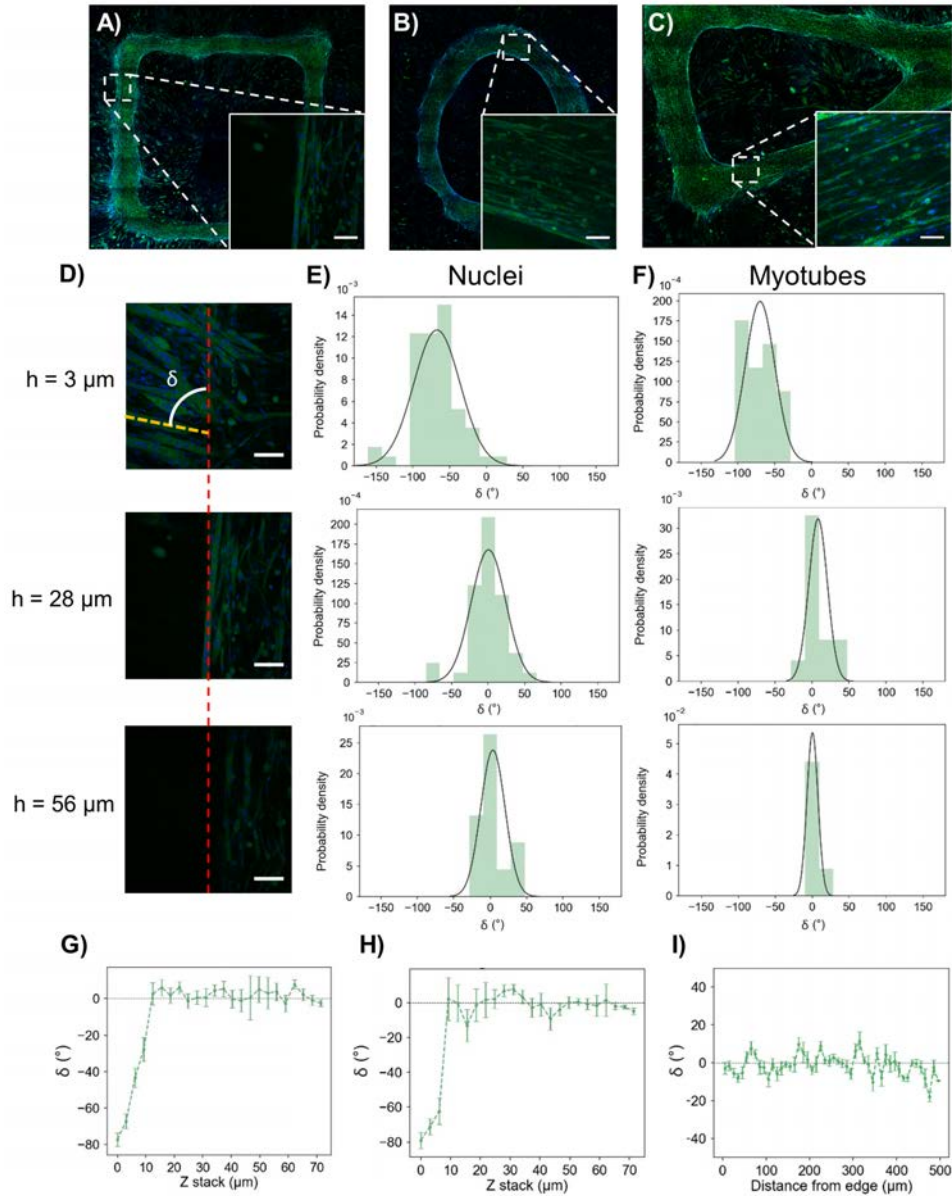 A)
B)
C)
D)
E) Nuclei
F) Myotubes
h = 3 μm
δ
h = 28 μm
h = 56 μm
10⁻³
Probability density
14
12
10
8
6
4
2
0
−150 −100 −50 0 50 100 150
δ (°)
10⁻⁴
Probability density
200
175
150
125
100
75
50
25
0
−150 −100 −50 0 50 100 150
δ (°)
10⁻⁴
Probability density
200
175
150
125
100
75
50
25
0
−150 −100 −50 0 50 100 150
δ (°)
10⁻³
Probability density
30
25
20
15
10
5
0
−150 −100 −50 0 50 100 150
δ (°)
10⁻³
Probability density
25
20
15
10
5
0
−150 −100 −50 0 50 100 150
δ (°)
10⁻²
Probability density
5
4
3
2
1
0
−150 −100 −50 0 50 100 150
δ (°)
G)
δ (°)
0
−20
−40
−60
−80
0 10 20 30 40 50 60 70
Z stack (μm)
H)
δ (°)
0
−20
−40
−60
−80
0 10 20 30 40 50 60 70
Z stack (μm)
I)
δ (°)
40
20
0
−20
−40
0 100 200 300 400 500
Distance from edge (μm)